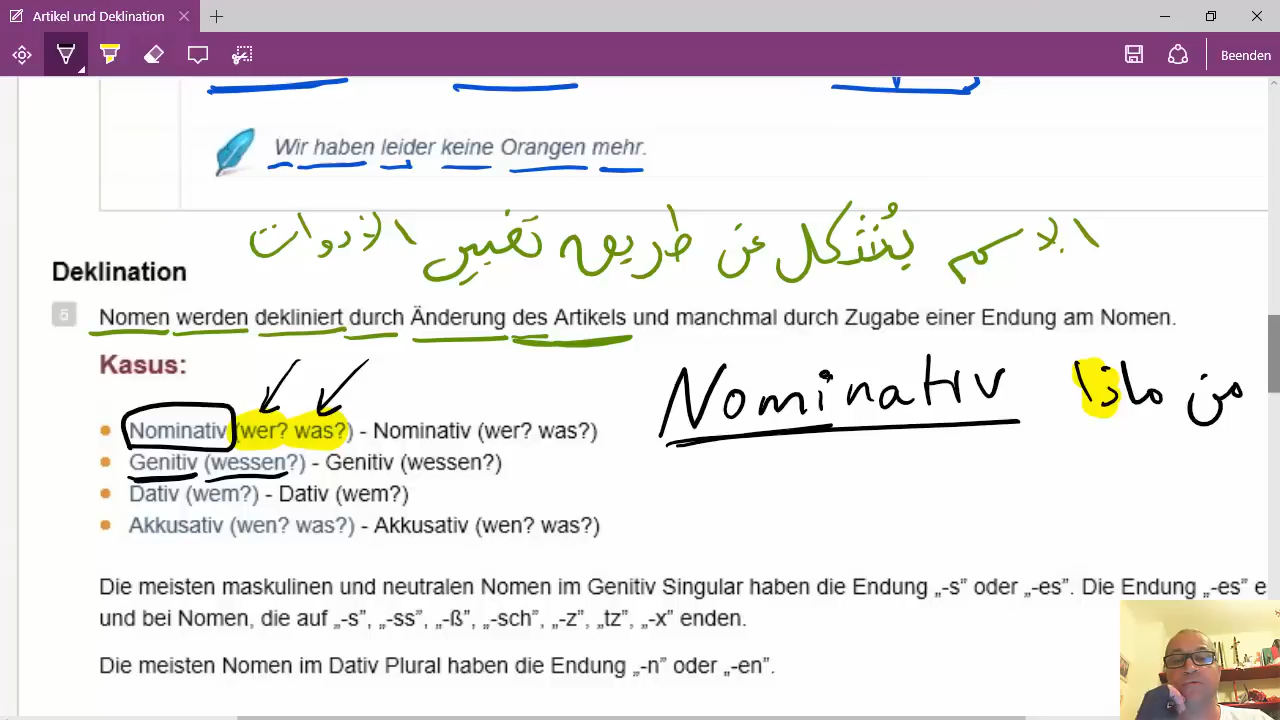 Artikel und Deklination
Beenden
Wir haben leider keine Orangen mehr.
الاسم يتشكل عن طريق تغيير الأدوات
Deklination
5 Nomen werden dekliniert durch Änderung des Artikels und manchmal durch Zugabe einer Endung am Nomen.
Kasus:
Nominativ (wer? was?) - Nominativ (wer? was?)
Nominativ من ماذا
Genitiv (wessen?) - Genitiv (wessen?)
Dativ (wem?) - Dativ (wem?)
Akkusativ (wen? was?) - Akkusativ (wen? was?)
Die meisten maskulinen und neutralen Nomen im Genitiv Singular haben die Endung „-s” oder „-es”. Die Endung „-es” e
und bei Nomen, die auf „-s”, „-ss”, „-ß”, „-sch”, „-z”, „tz”, „-x” enden.
Die meisten Nomen im Dativ Plural haben die Endung „-n” oder „-en”.